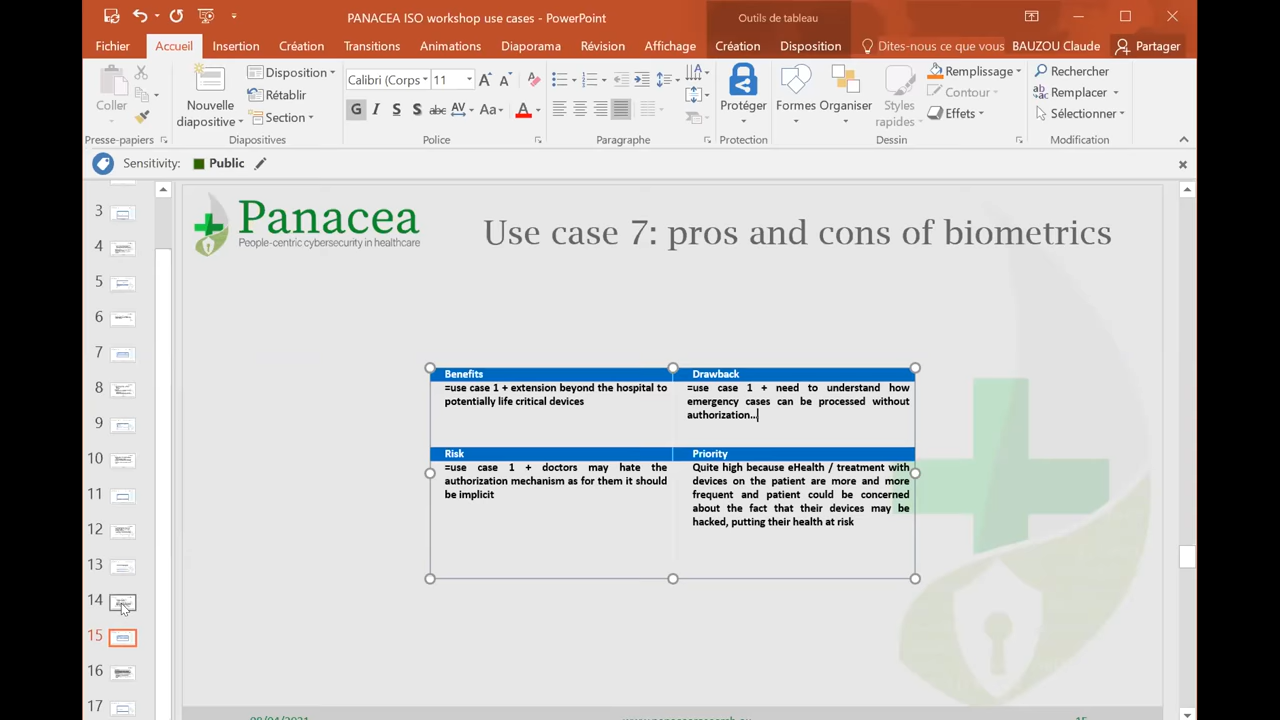 PANACEA ISO workshop use cases - PowerPoint
Outils de tableau
Fichier
Accueil
Insertion
Création
Transitions
Animations
Diaporama
Révision
Affichage
Création
Disposition
Dites-nous ce que vous
BAUZOU Claude
Partager
Coller
Presse-papiers
Nouvelle
diapositive
Disposition
Rétablir
Section
Diapositives
Calibri (Corps
11
G I S S abc AV Aa A
Police
Paragraphe
Protéger
Protection
Formes
Organiser
Styles
rapides
Remplissage
Contour
Effets
Dessin
Rechercher
Remplacer
Sélectionner
Modification
Sensitivity:
Public
3
4
5
6
7
8
9
10
11
12
13
14
15
16
17
Panacea
People-centric cybersecurity in healthcare
Use case 7: pros and cons of biometrics
Benefits
=use case 1 + extension beyond the hospital to
potentially life critical devices
Drawback
=use case 1 + need to understand how
emergency cases can be processed without
authorization...
Risk
=use case 1 + doctors may hate the
authorization mechanism as for them it should
be implicit
Priority
Quite high because eHealth / treatment with
devices on the patient are more and more
frequent and patient could be concerned
about the fact that their devices may be
hacked, putting their health at risk